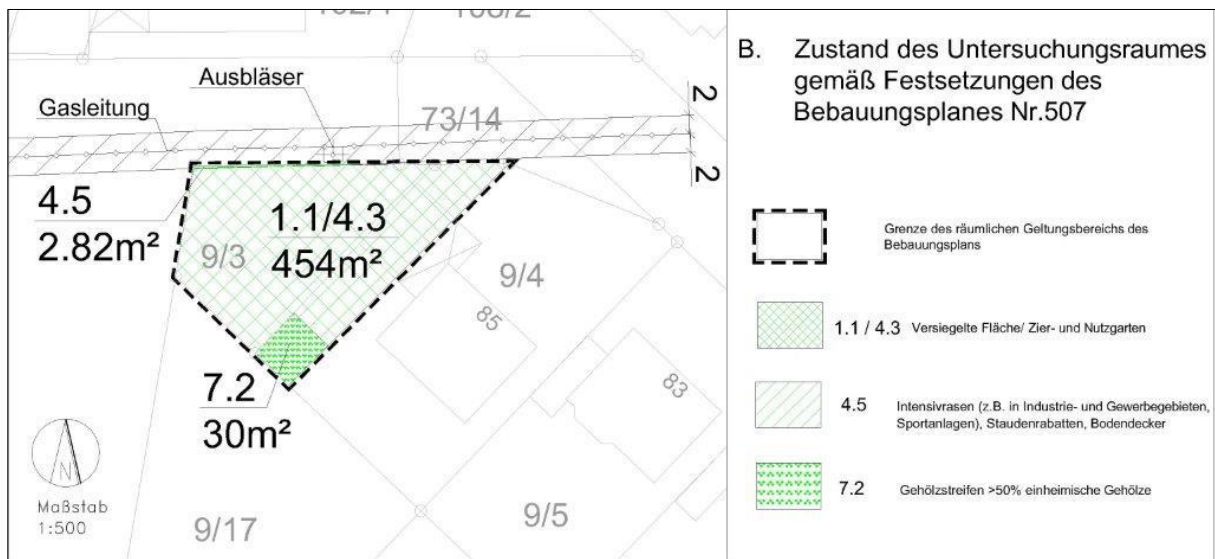 108/2
Ausbläser
Gasleitung
73/14
2
2
4.5
2.82m²
1.1/4.3
454m²
9/3
9/4
85
83
7.2
30m²
N
Maßstab
1:500
9/17
9/5
B. Zustand des Untersuchungsraumes
gemäß Festsetzungen des
Bebauungsplanes Nr.507
Grenze des räumlichen Geltungsbereichs des
Bebauungsplans
1.1 / 4.3 Versiegelte Fläche/ Zier- und Nutzgarten
4.5 Intensivrasen (z.B. in Industrie- und Gewerbegebieten,
Sportanlagen), Staudenrabatten, Bodendecker
7.2 Gehölzstreifen >50% einheimische Gehölze